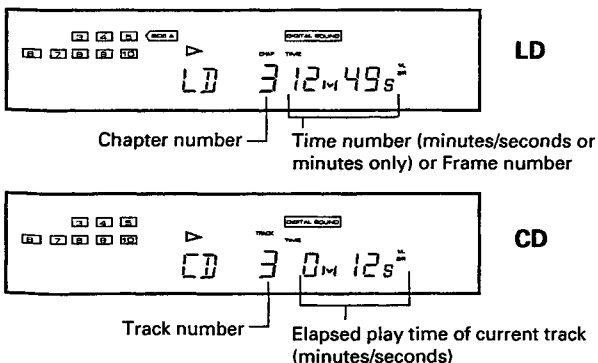 3 4 5 SIDE A DIGITAL SOUND
6 7 8 9 10 CHAP TIME
LD 3 12M 49S
LD
Chapter number
Time number (minutes/seconds or
minutes only) or Frame number
3 4 5 DIGITAL SOUND
6 7 8 9 10 TRACK TIME
CD 3 0M 12S
CD
Track number
Elapsed play time of current track
(minutes/seconds)